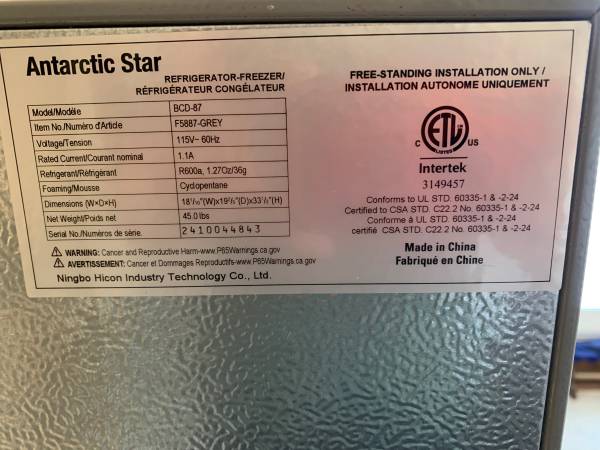 Antarctic Star
REFRIGERATOR-FREEZER/
RÉFRIGÉRATEUR CONGÉLATEUR
Model/Modèle BCD-87
Item No./Numéro d'Article F5887-GREY
Voltage/Tension 115V~ 60Hz
Rated Current/Courant nominal 1.1A
Refrigerant/Réfrigérant R600a, 1.27Oz/36g
Foaming/Mousse Cyclopentane
Dimensions (W×D×H)
Net Weight/Poids net 45.0 lbs
Serial No./Numéros de série. 2410044843
WARNING: Cancer and Reproductive Harm-www.P65Warnings.ca.gov
AVERTISSEMENT: Cancer et Dommages Reproductifs-www.P65Warnings.ca.gov
Ningbo Hicon Industry Technology Co., Ltd.
FREE-STANDING INSTALLATION ONLY /
INSTALLATION AUTONOME UNIQUEMENT
C ETL US
LISTED
Intertek
3149457
Conforms to UL STD. 60335-1 & -2-24
Certified to CSA STD. C22.2 No. 60335-1 & -2-24
Conforme à UL STD. 60335-1 & -2-24
certifié CSA STD. C22.2 No. 60335-1 & -2-24
Made in China
Fabriqué en Chine